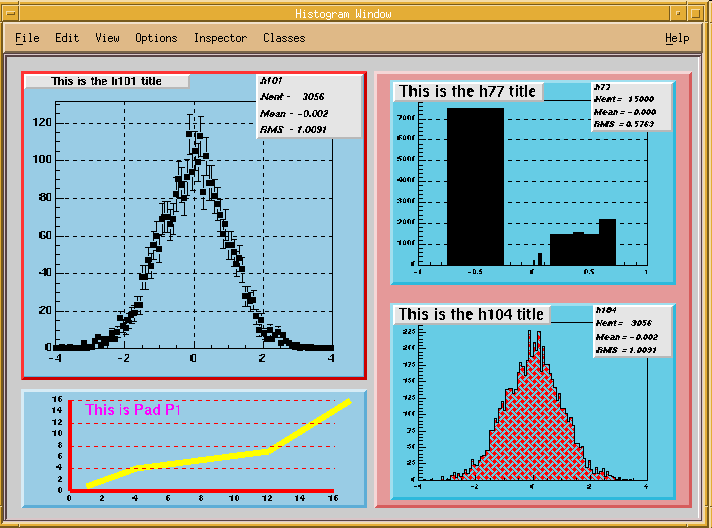 Histogram Window
File Edit View Options Inspector Classes Help
This is the h101 title
h101
Nent = 3056
Mean = -0.002
RMS = 1.0091
120
100
80
60
40
20
0
-4 -2 0 2 4
This is Pad P1
16
14
12
10
8
6
4
2
0
0 2 4 6 8 10 12 14 16
This is the h77 title
h77
Nent = 15000
Mean = -0.000
RMS = 0.5763
7000
6000
5000
4000
3000
2000
1000
0
-1 -0.5 0 0.5 1
This is the h104 title
h104
Nent = 3056
Mean = -0.002
RMS = 1.0091
225
200
175
150
125
100
75
50
25
0
-4 -2 0 2 4